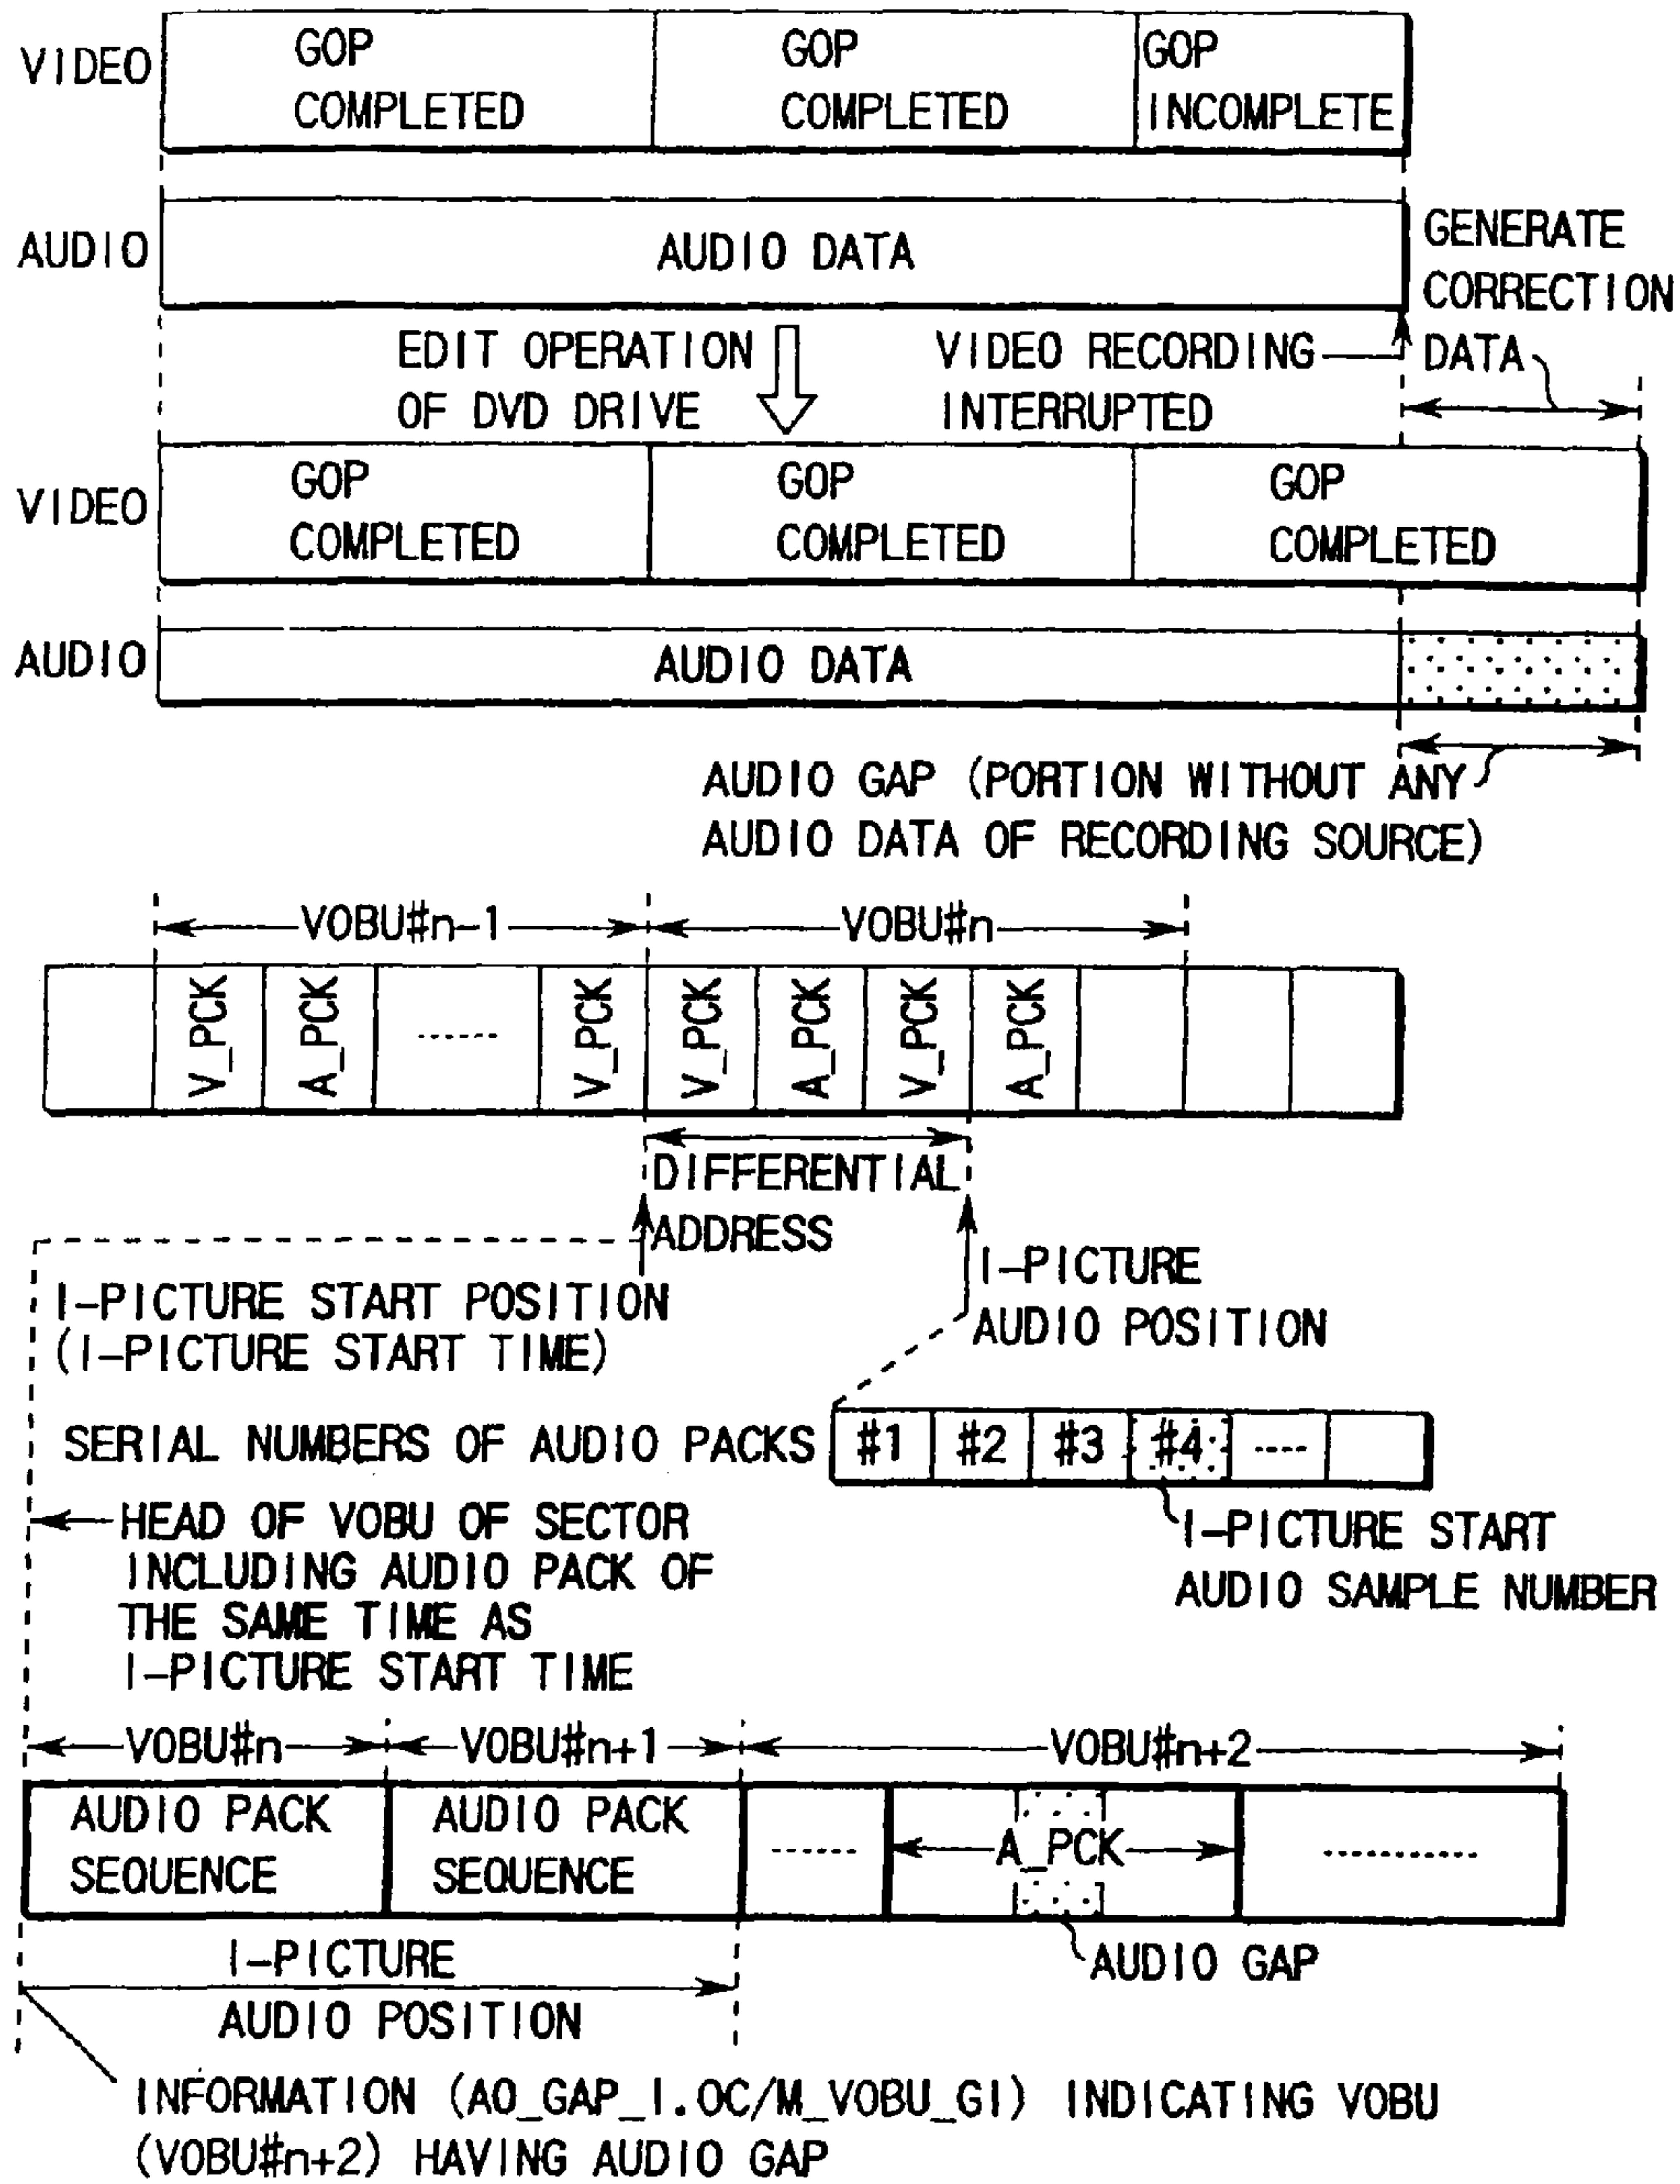 VIDEO
GOP
COMPLETED
GOP
COMPLETED
GOP
INCOMPLETE
AUDIO
AUDIO DATA
GENERATE
CORRECTION
DATA
EDIT OPERATION
OF DVD DRIVE
VIDEO RECORDING
INTERRUPTED
VIDEO
GOP
COMPLETED
GOP
COMPLETED
GOP
COMPLETED
AUDIO
AUDIO DATA
AUDIO GAP (PORTION WITHOUT ANY
AUDIO DATA OF RECORDING SOURCE)
VOBU#n-1
VOBU#n
V_PCK
A_PCK
------
V_PCK
V_PCK
A_PCK
V_PCK
A_PCK
DIFFERENTIAL
ADDRESS
I-PICTURE START POSITION
(I-PICTURE START TIME)
I-PICTURE
AUDIO POSITION
SERIAL NUMBERS OF AUDIO PACKS
#1
#2
#3
#4
----
I-PICTURE START
AUDIO SAMPLE NUMBER
HEAD OF VOBU OF SECTOR
INCLUDING AUDIO PACK OF
THE SAME TIME AS
I-PICTURE START TIME
VOBU#n
VOBU#n+1
VOBU#n+2
AUDIO PACK
SEQUENCE
AUDIO PACK
SEQUENCE
------
A_PCK
-----------
AUDIO GAP
I-PICTURE
AUDIO POSITION
INFORMATION (A0_GAP_I.OC/M_VOBU_GI) INDICATING VOBU
(VOBU#n+2) HAVING AUDIO GAP